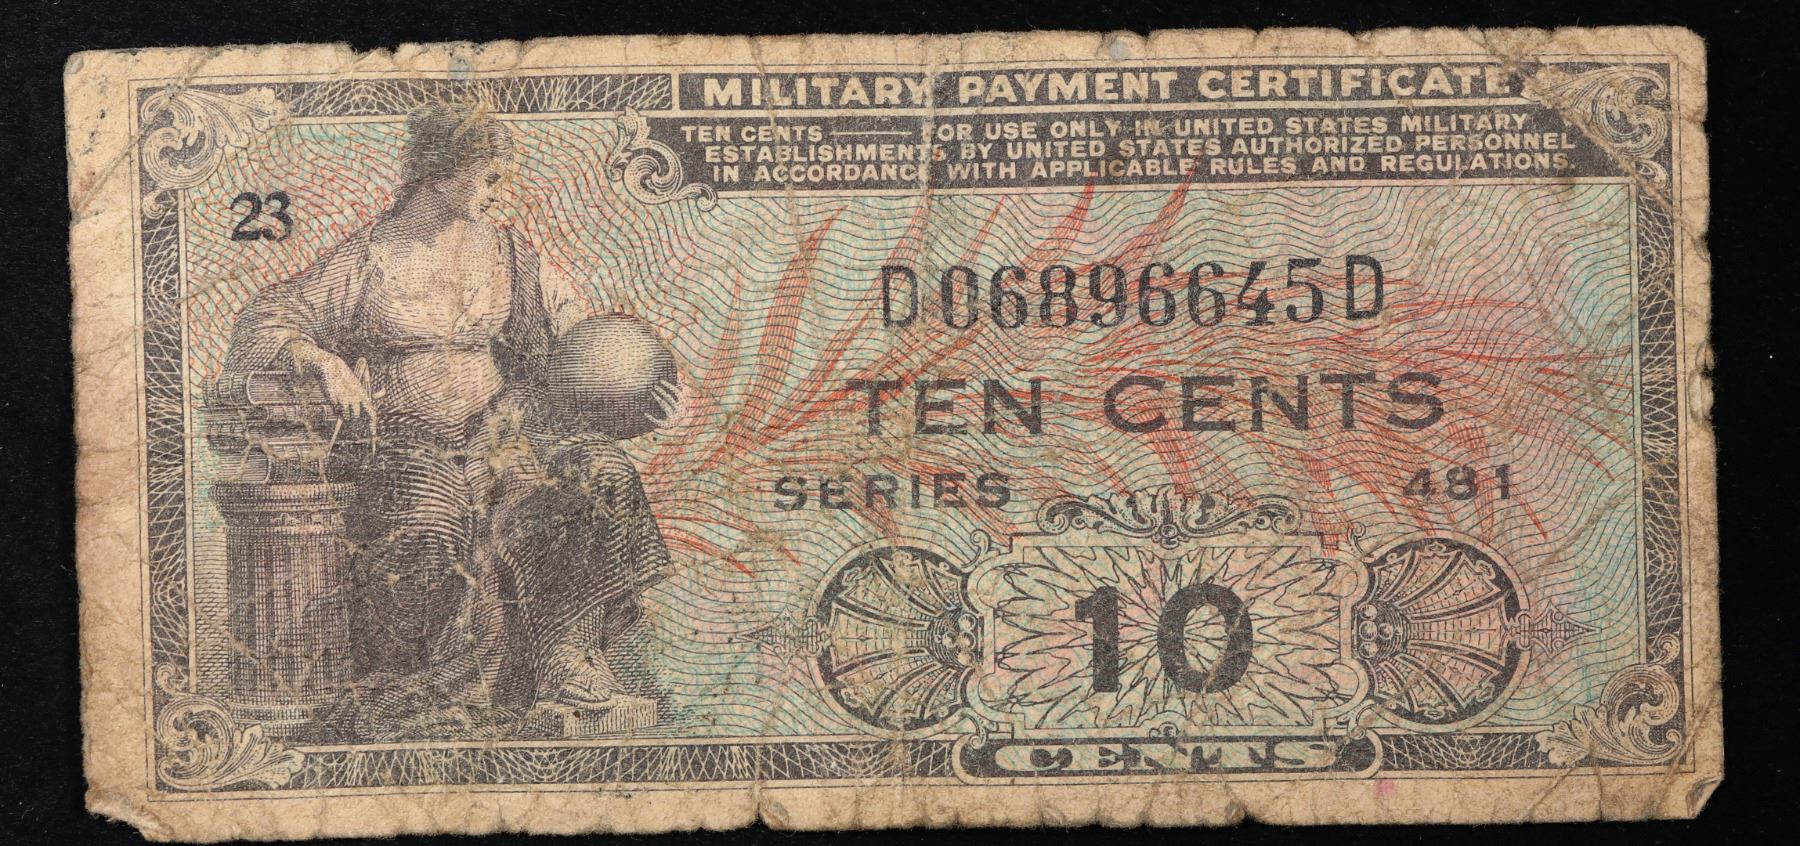 MILITARY PAYMENT CERTIFICATE
TEN CENTS — FOR USE ONLY IN UNITED STATES MILITARY
ESTABLISHMENTS BY UNITED STATES AUTHORIZED PERSONNEL
IN ACCORDANCE WITH APPLICABLE RULES AND REGULATIONS.
23
D06896645D
TEN CENTS
SERIES 481
10
CENTS